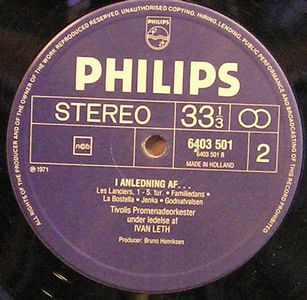 ALL RIGHTS OF THE PRODUCER AND OF THE OWNER OF THE WORK REPRODUCED RESERVED. UNAUTHORISED COPYING, HIRING, LENDING, PUBLIC PERFORMANCE AND BROADCASTING OF THIS RECORD PROHIBITED
PHILIPS
PHILIPS
STEREO
33 1/3
ncb
6403 501
6403 501 B
MADE IN HOLLAND
2
℗ 1971
I ANLEDNING AF...
Les Lanciers, 1 - 5. tur. • Familiedans •
La Bostella • Jenka • Godnatvalsen
Tivolis Promenadeorkester
under ledelse af
IVAN LETH
Producer: Bruno Henriksen